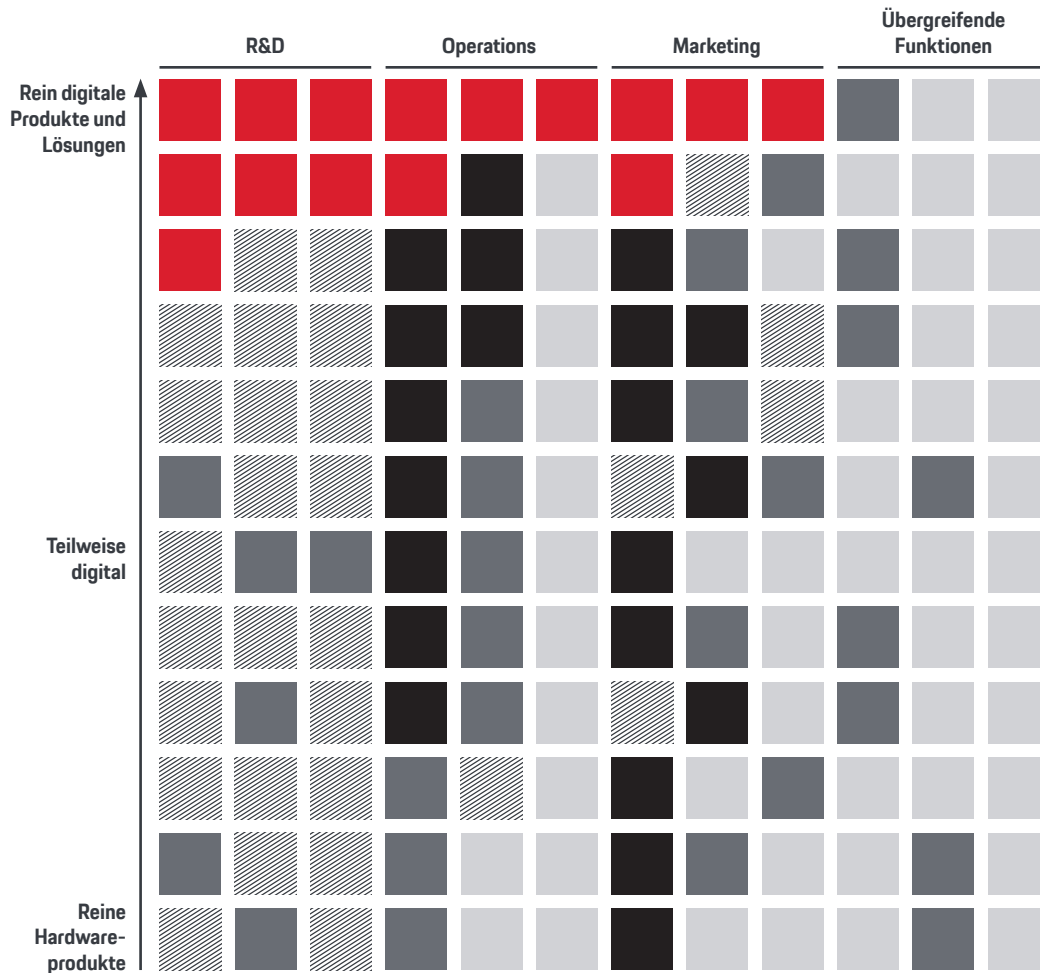 R&D
Operations
Marketing
Übergreifende
Funktionen
Rein digitale
Produkte und
Lösungen
Teilweise
digital
Reine
Hardware-
produkte